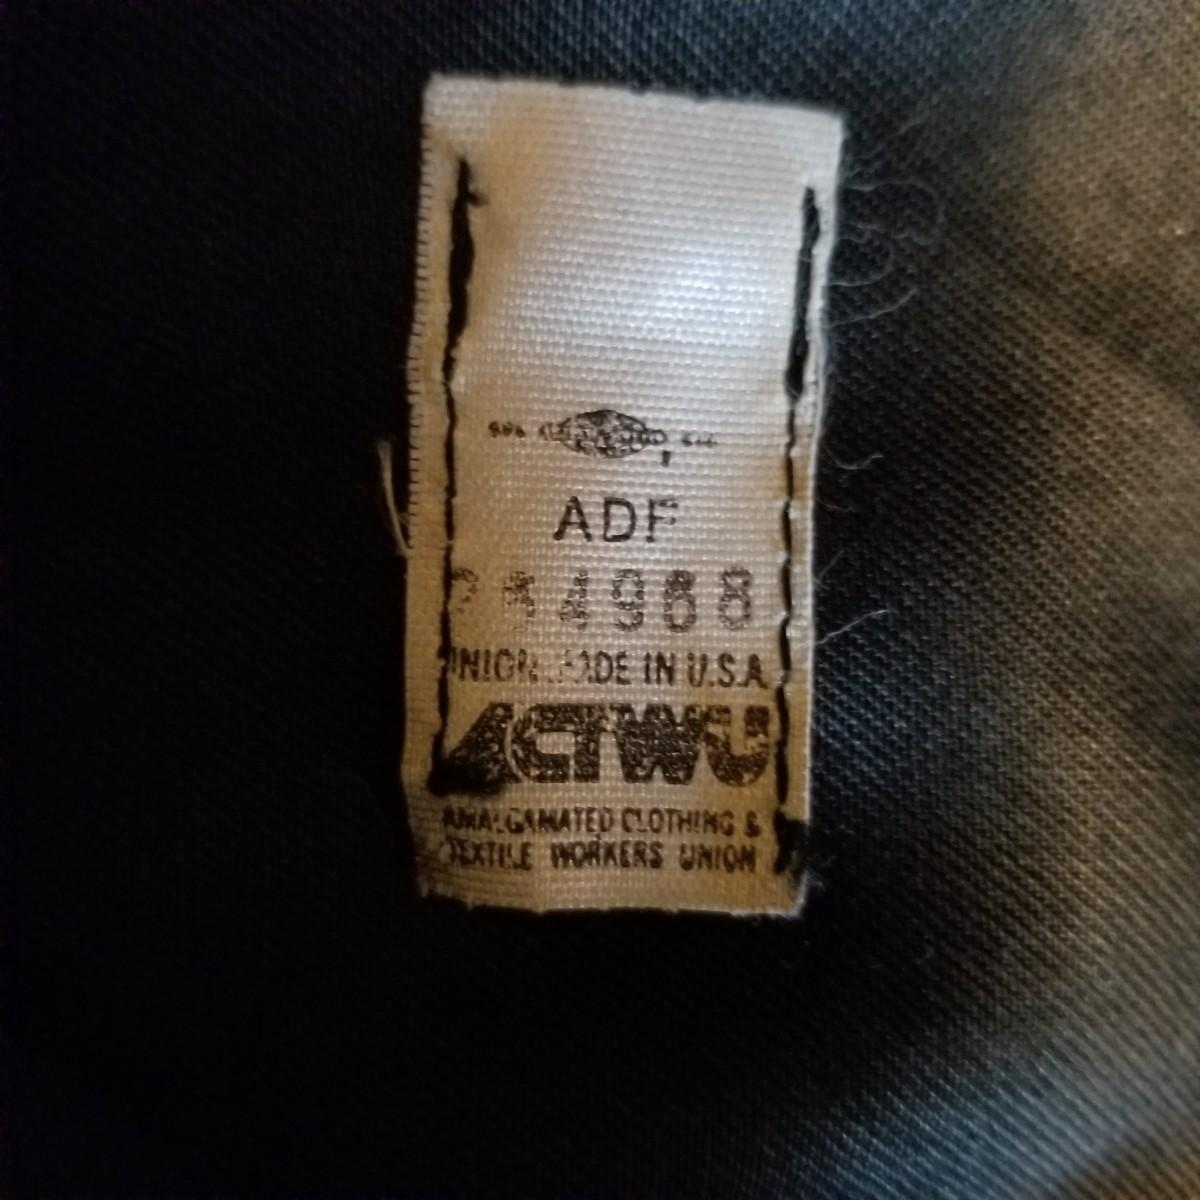 ADF
UNION MADE IN U.S.A.
ACTWU
AMALGAMATED CLOTHING &
TEXTILE WORKERS UNION